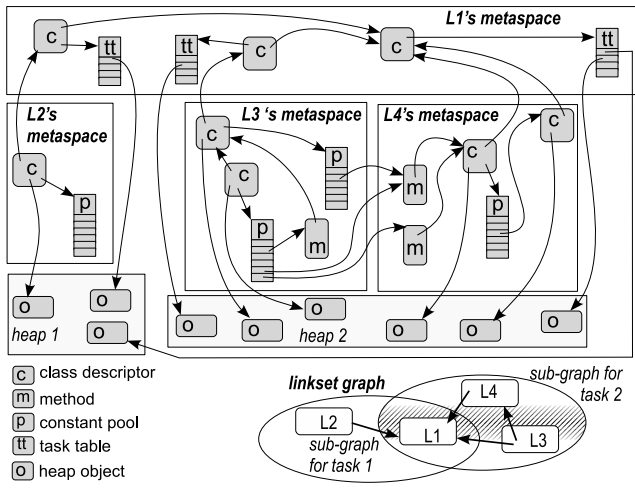 L1's metaspace
c
tt
tt
c
c
tt
L2's
metaspace
L3 's metaspace
L4's metaspace
c
p
c
p
c
p
m
m
c
c
m
p
o
o
o
heap 1
o
o
o
heap 2
o
o
o
c class descriptor
m method
p constant pool
tt task table
o heap object
linkset graph
sub-graph for
task 2
L4
L2
L1
L3
sub-graph
for task 1